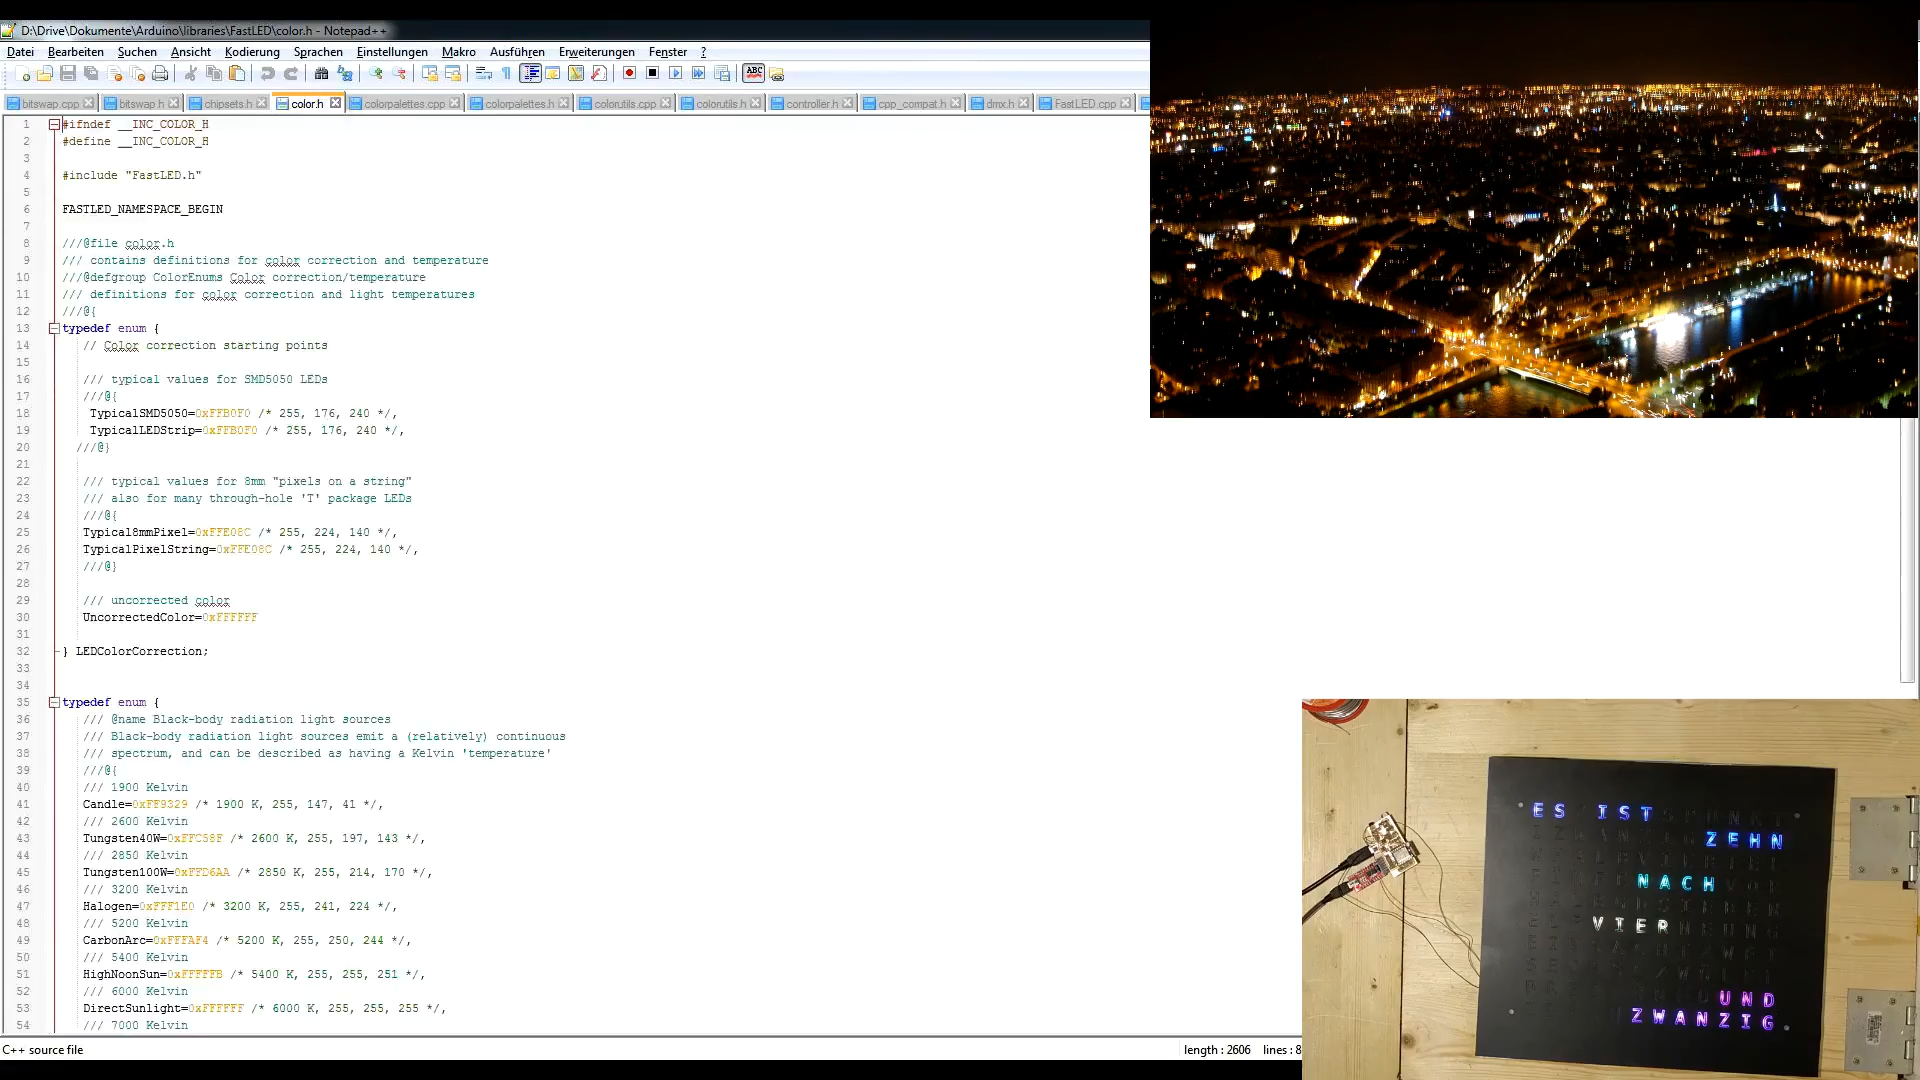 D:\Drive\Dokumente\Arduino\libraries\FastLED\color.h - Notepad++
Datei Bearbeiten Suchen Ansicht Kodierung Sprachen Einstellungen Makro Ausführen Erweiterungen Fenster ?
bitswap.cpp bitswap.h chipsets.h color.h colorpalettes.cpp colorpalettes.h colorutils.cpp colorutils.h controller.h cpp_compat.h dmx.h FastLED.cpp
1 #ifndef __INC_COLOR_H
2 #define __INC_COLOR_H
3
4 #include "FastLED.h"
5
6 FASTLED_NAMESPACE_BEGIN
7
8 ///@file color.h
9 /// contains definitions for color correction and temperature
10 ///@defgroup ColorEnums Color correction/temperature
11 /// definitions for color correction and light temperatures
12 ///@{
13 typedef enum {
14 // Color correction starting points
15
16 /// typical values for SMD5050 LEDs
17 ///@{
18 TypicalSMD5050=0xFFB0F0 /* 255, 176, 240 */,
19 TypicalLEDStrip=0xFFB0F0 /* 255, 176, 240 */,
20 ///@}
21
22 /// typical values for 8mm "pixels on a string"
23 /// also for many through-hole 'T' package LEDs
24 ///@{
25 Typical8mmPixel=0xFFE08C /* 255, 224, 140 */,
26 TypicalPixelString=0xFFE08C /* 255, 224, 140 */,
27 ///@}
28
29 /// uncorrected color
30 UncorrectedColor=0xFFFFFF
31
32 } LEDColorCorrection;
33
34
35 typedef enum {
36 /// @name Black-body radiation light sources
37 /// Black-body radiation light sources emit a (relatively) continuous
38 /// spectrum, and can be described as having a Kelvin 'temperature'
39 ///@{
40 /// 1900 Kelvin
41 Candle=0xFF9329 /* 1900 K, 255, 147, 41 */,
42 /// 2600 Kelvin
43 Tungsten40W=0xFFC58F /* 2600 K, 255, 197, 143 */,
44 /// 2850 Kelvin
45 Tungsten100W=0xFFD6AA /* 2850 K, 255, 214, 170 */,
46 /// 3200 Kelvin
47 Halogen=0xFFF1E0 /* 3200 K, 255, 241, 224 */,
48 /// 5200 Kelvin
49 CarbonArc=0xFFFAF4 /* 5200 K, 255, 250, 244 */,
50 /// 5400 Kelvin
51 HighNoonSun=0xFFFFFB /* 5400 K, 255, 255, 251 */,
52 /// 6000 Kelvin
53 DirectSunlight=0xFFFFFF /* 6000 K, 255, 255, 255 */,
54 /// 7000 Kelvin
C++ source file length : 2606 lines : 8
ES IST
ZEHN
NACH
VIER
UND
ZWANZIG